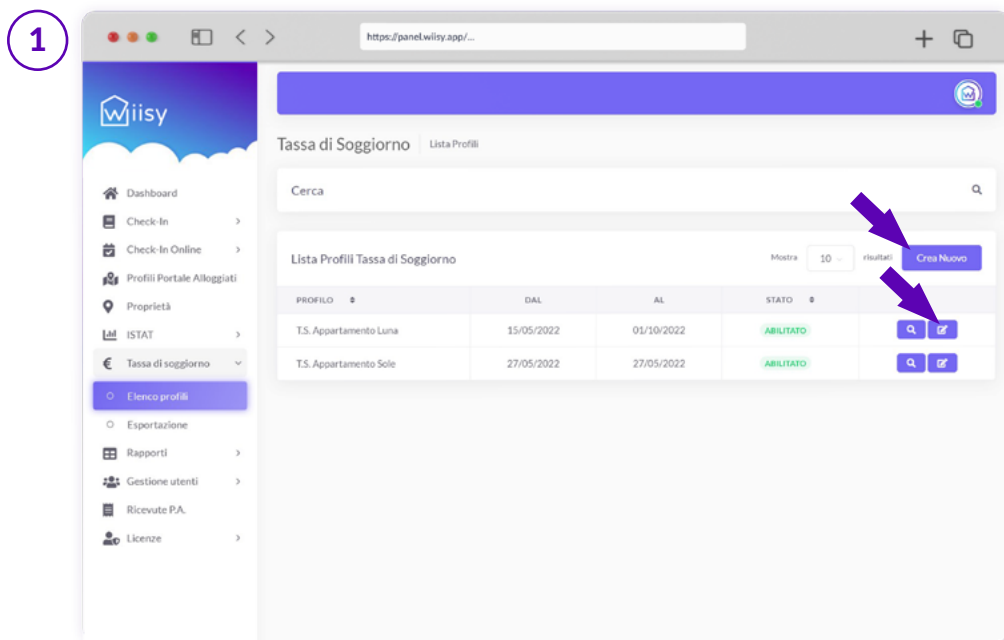 1
https://panel.wiisy.app/...
Wiisy
Tassa di Soggiorno Lista Profili
Cerca
Dashboard
Check-In
Check-In Online
Profili Portale Alloggiati
Proprietà
ISTAT
Tassa di soggiorno
Elenco profili
Esportazione
Rapporti
Gestione utenti
Ricevute P.A.
Licenze
Lista Profili Tassa di Soggiorno Mostra 10 risultati Crea Nuovo
PROFILO DAL AL STATO
T.S. Appartamento Luna 15/05/2022 01/10/2022 ABILITATO
T.S. Appartamento Sole 27/05/2022 27/05/2022 ABILITATO